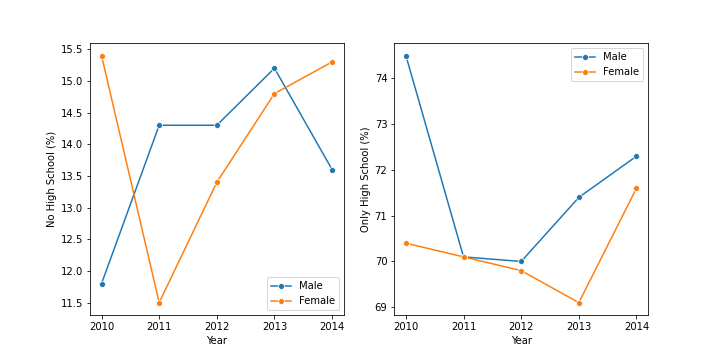 No High School (%)
15.5
15.0
14.5
14.0
13.5
13.0
12.5
12.0
11.5
2010 2011 2012 2013 2014
Year
Male
Female
Only High School (%)
74
73
72
71
70
69
2010 2011 2012 2013 2014
Year
Male
Female